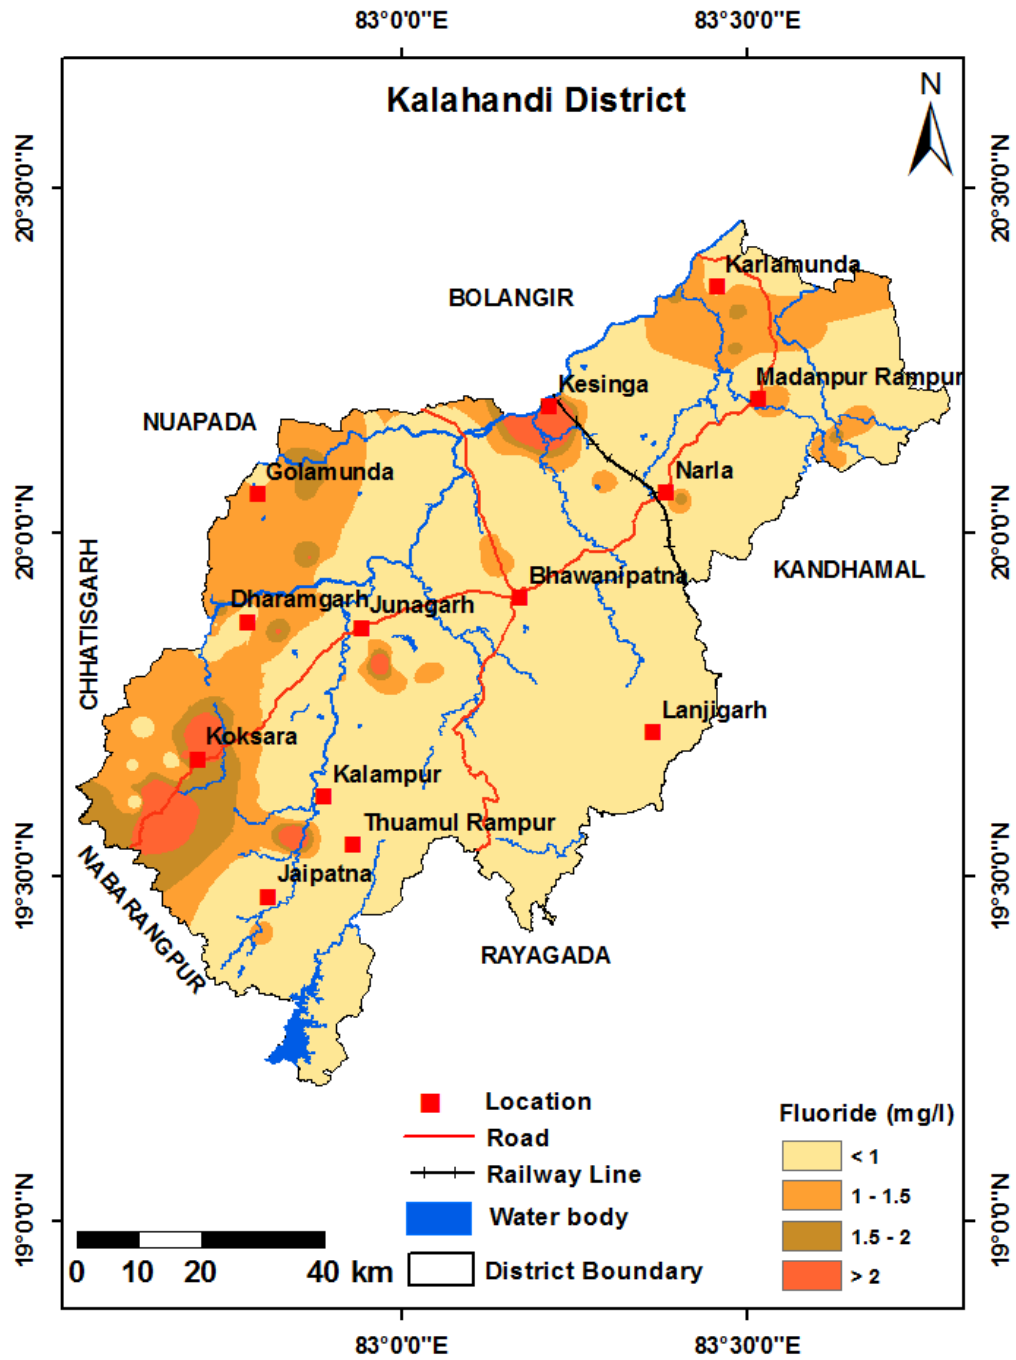 83°0'0"E 83°30'0"E
Kalahandi District
N
20°30'0"N 20°30'0"N
Karlamunda
BOLANGIR
Kesinga
Madanpur Rampur
NUAPADA
Golamunda
Narla
20°0'0"N 20°0'0"N
KANDHAMAL
Bhawanipatna
Dharamgarh
Junagarh
CHHATISGARH
Lanjigarh
Koksara
Kalampur
Thuamul Rampur
Jaipatna
19°30'0"N 19°30'0"N
NABARANGPUR
RAYAGADA
Location
Road
Railway Line
Water body
District Boundary
Fluoride (mg/l)
< 1
1 - 1.5
1.5 - 2
> 2
19°0'0"N 19°0'0"N
0 10 20 40 km
83°0'0"E 83°30'0"E